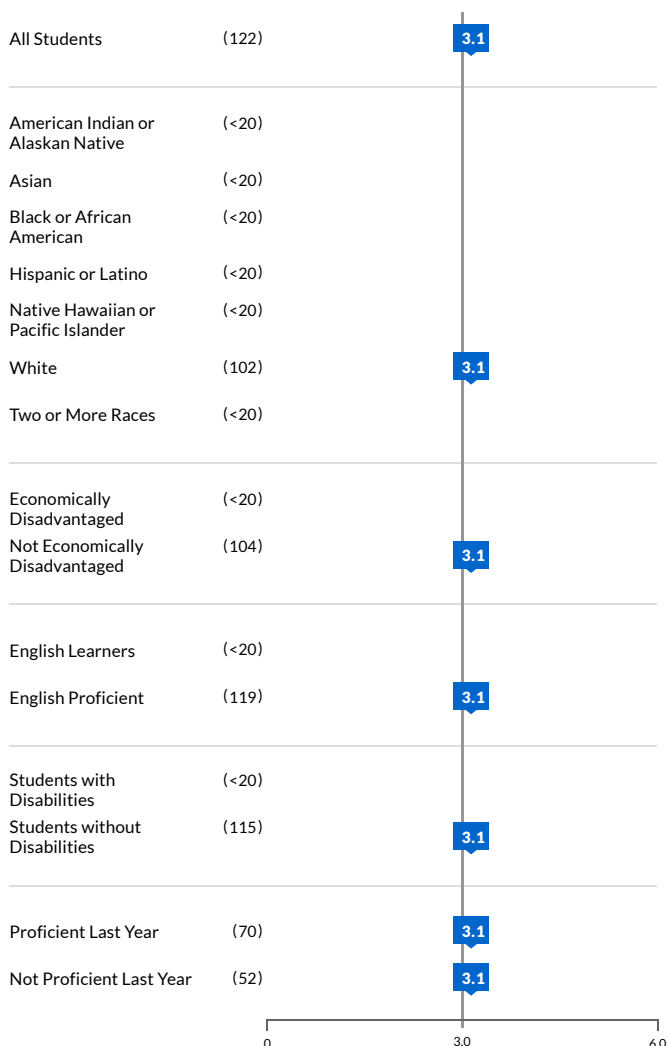 All Students (122) 3.1
American Indian or (<20)
Alaskan Native
Asian (<20)
Black or African (<20)
American
Hispanic or Latino (<20)
Native Hawaiian or (<20)
Pacific Islander
White (102) 3.1
Two or More Races (<20)
Economically (<20)
Disadvantaged
Not Economically (104) 3.1
Disadvantaged
English Learners (<20)
English Proficient (119) 3.1
Students with (<20)
Disabilities
Students without (115) 3.1
Disabilities
Proficient Last Year (70) 3.1
Not Proficient Last Year (52) 3.1
0 3.0 6.0